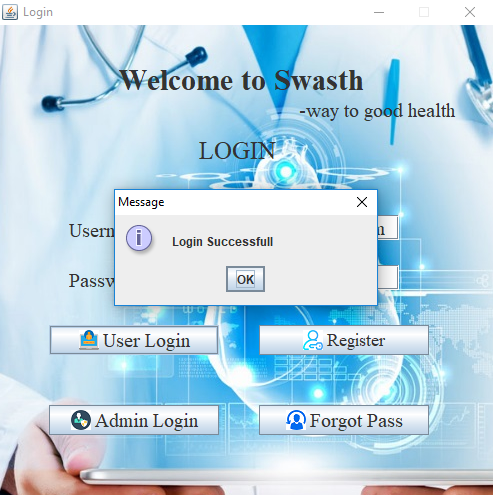 Login
Welcome to Swasth
-way to good health
LOGIN
Message
Login Successfull
OK
User Login
Register
Admin Login
Forgot Pass